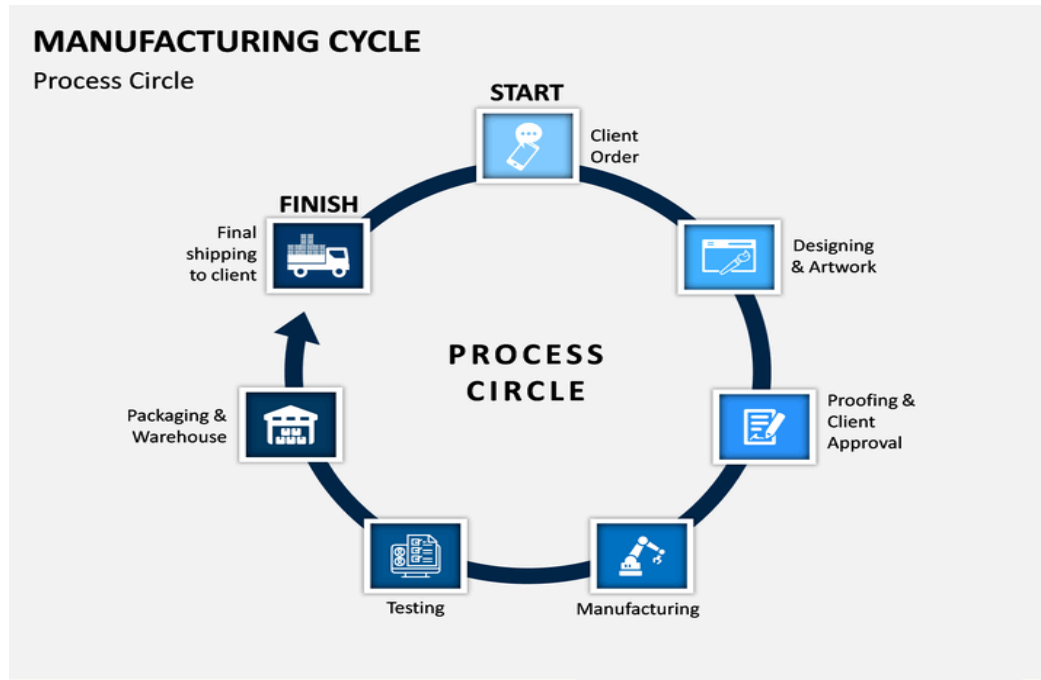 MANUFACTURING CYCLE
Process Circle
START
Client
Order
FINISH
Final
shipping
to client
Designing
& Artwork
PROCESS
CIRCLE
Packaging &
Warehouse
Proofing &
Client
Approval
Testing
Manufacturing